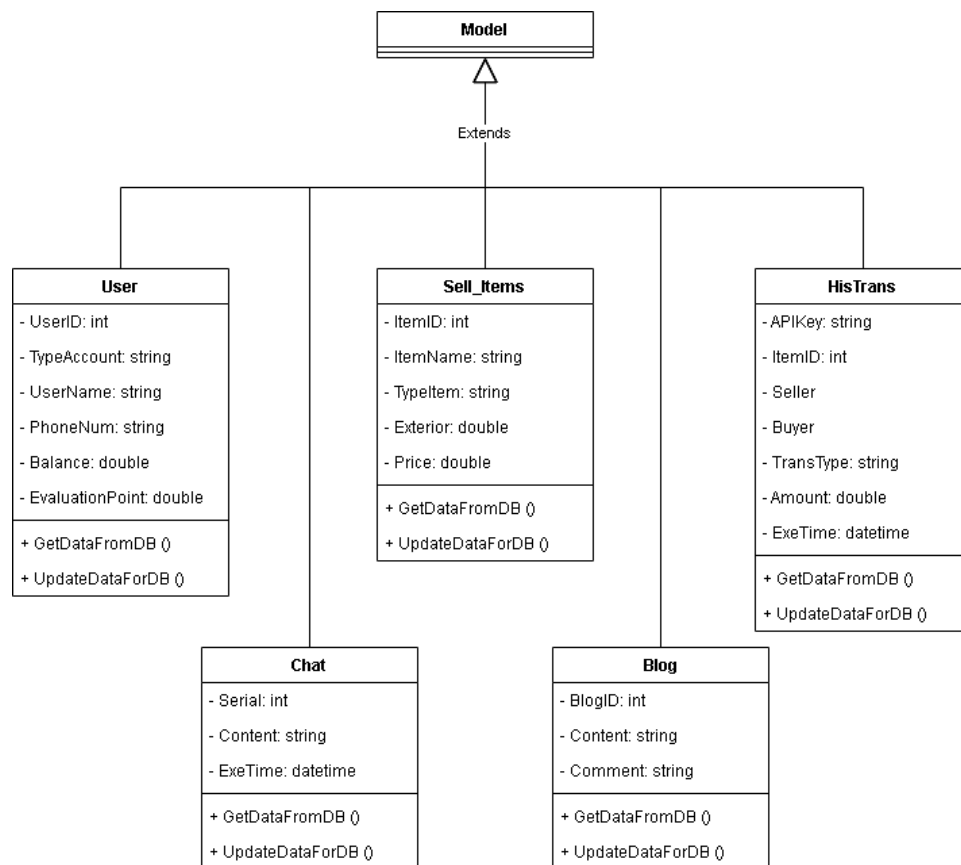 Model
Extends
User
- UserID: int
- TypeAccount: string
- UserName: string
- PhoneNum: string
- Balance: double
- EvaluationPoint: double
+ GetDataFromDB ()
+ UpdateDataForDB ()
Sell_Items
- ItemID: int
- ItemName: string
- TypeItem: string
- Exterior: double
- Price: double
+ GetDataFromDB ()
+ UpdateDataForDB ()
HisTrans
- APIKey: string
- ItemID: int
- Seller
- Buyer
- TransType: string
- Amount: double
- ExeTime: datetime
+ GetDataFromDB ()
+ UpdateDataForDB ()
Chat
- Serial: int
- Content: string
- ExeTime: datetime
+ GetDataFromDB ()
+ UpdateDataForDB ()
Blog
- BlogID: int
- Content: string
- Comment: string
+ GetDataFromDB ()
+ UpdateDataForDB ()